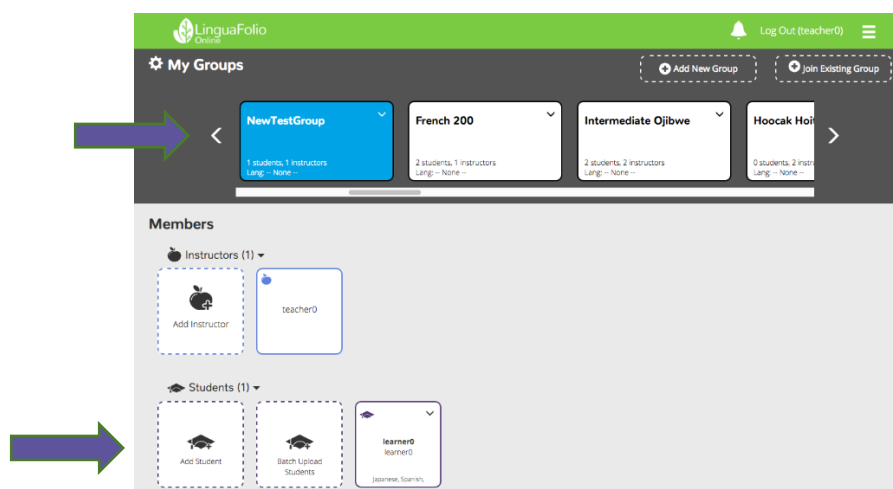 LinguaFolio
Online
Log Out (teacher0)
My Groups
Add New Group
Join Existing Group
NewTestGroup
1 students, 1 instructors
Lang: -- None --
French 200
2 students, 1 instructors
Lang: -- None --
Intermediate Ojibwe
2 students, 2 instructors
Lang: -- None --
Hoocak Hoit
0 students, 2 instru
Lang: -- None --
Members
Instructors (1)
Add Instructor
teacher0
Students (1)
Add Student
Batch Upload
Students
learner0
learner0
Japanese, Spanish,